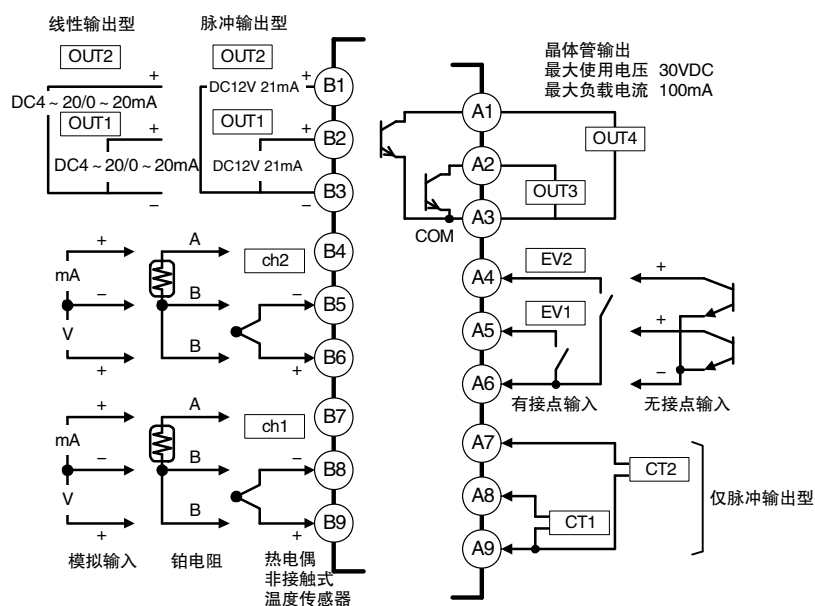 线性输出型
脉冲输出型
OUT2
OUT2
+
+
DC4～20/0～20mA
DC12V 21mA
B1
OUT1
OUT1
+
+
DC4～20/0～20mA
DC12V 21mA
B2
−
−
B3
+
A
ch2
B4
mA
−
B
−
B5
V
+
B
+
B6
+
A
ch1
B7
mA
−
B
−
B8
V
+
B
+
B9
模拟输入
铂电阻
热电偶
非接触式
温度传感器
晶体管输出
最大使用电压 30VDC
最大负载电流 100mA
A1
OUT4
A2
OUT3
A3
COM
A4
EV2
+
A5
EV1
+
A6
−
有接点输入
无接点输入
A7
CT2
A8
CT1
A9
仅脉冲输出型